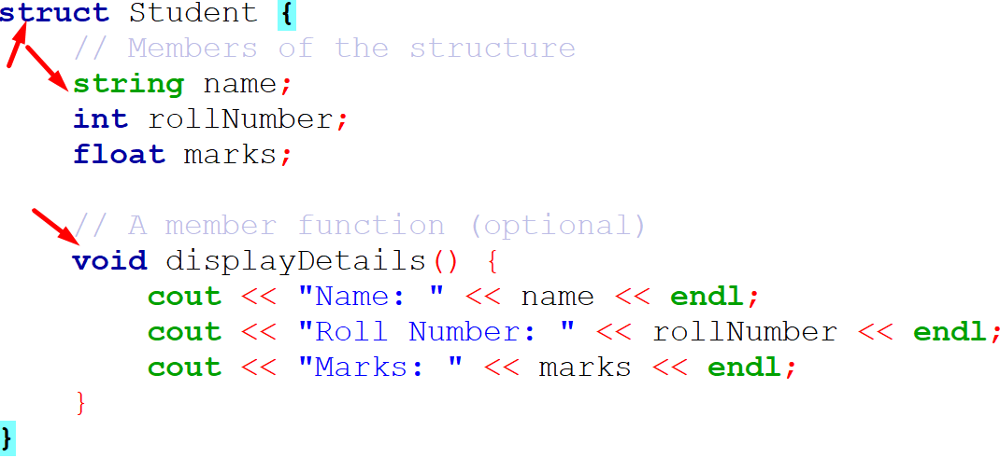 struct Student {
// Members of the structure
string name;
int rollNumber;
float marks;
// A member function (optional)
void displayDetails() {
cout << "Name: " << name << endl;
cout << "Roll Number: " << rollNumber << endl;
cout << "Marks: " << marks << endl;
}
}